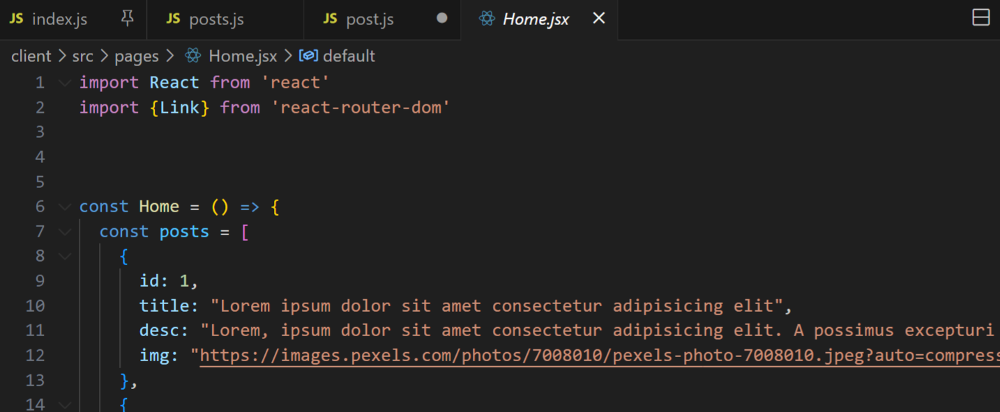 JS index.js JS posts.js JS post.js Home.jsx
client > src > pages > Home.jsx > default
1 import React from 'react'
2 import {Link} from 'react-router-dom'
3
4
5
6 const Home = () => {
7 const posts = [
8 {
9 id: 1,
10 title: "Lorem ipsum dolor sit amet consectetur adipisicing elit",
11 desc: "Lorem, ipsum dolor sit amet consectetur adipisicing elit. A possimus excepturi
12 img: "https://images.pexels.com/photos/7008010/pexels-photo-7008010.jpeg?auto=compress
13 },
14 {